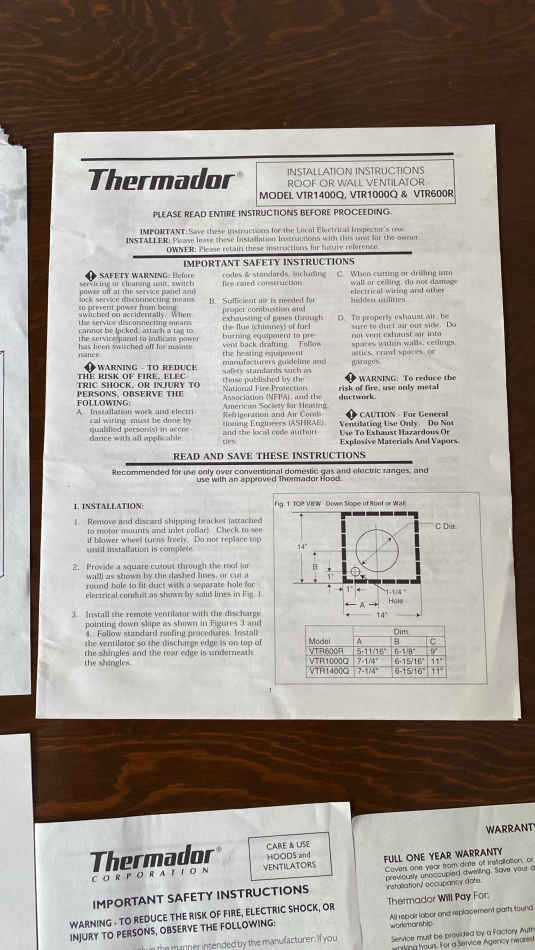 Thermador®
INSTALLATION INSTRUCTIONS
ROOF OR WALL VENTILATOR
MODEL VTR1400Q, VTR1000Q & VTR600R
PLEASE READ ENTIRE INSTRUCTIONS BEFORE PROCEEDING.
IMPORTANT: Save these instructions for the Local Electrical Inspector's use.
INSTALLER: Please leave these Installation Instructions with this unit for the owner.
OWNER: Please retain these instructions for future reference.
IMPORTANT SAFETY INSTRUCTIONS
SAFETY WARNING: Before
servicing or cleaning unit, switch
power off at the service panel and
lock service disconnecting means
to prevent power from being
switched on accidentally. When
the service disconnecting means
cannot be locked, attach a tag to
the service panel to indicate power
has been switched off for mainte-
nance.
WARNING - TO REDUCE
THE RISK OF FIRE, ELEC-
TRIC SHOCK, OR INJURY TO
PERSONS, OBSERVE THE
FOLLOWING:
A. Installation work and electri-
cal wiring must be done by
qualified person(s) in accor-
dance with all applicable
codes & standards, including
fire-rated construction.
B. Sufficient air is needed for
proper combustion and
exhausting of gases through
the flue (chimney) of fuel
burning equipment to pre-
vent back drafting. Follow
the heating equipment
manufacturers guideline and
safety standards such as
those published by the
National Fire Protection
Association (NFPA), and the
American Society for Heating,
Refrigeration and Air Condi-
tioning Engineers (ASHRAE),
and the local code authori-
ties.
C. When cutting or drilling into
wall or ceiling, do not damage
electrical wiring and other
hidden utilities.
D. To properly exhaust air, be
sure to duct air out side. Do
not vent exhaust air into
spaces within walls, ceilings,
attics, crawl spaces, or
garages.
WARNING: To reduce the
risk of fire, use only metal
ductwork.
CAUTION - For General
Ventilating Use Only. Do Not
Use To Exhaust Hazardous Or
Explosive Materials And Vapors.
READ AND SAVE THESE INSTRUCTIONS
Recommended for use only over conventional domestic gas and electric ranges, and
use with an approved Thermador Hood.
I. INSTALLATION:
1. Remove and discard shipping bracket (attached
to motor mounts and inlet collar). Check to see
if blower wheel turns freely. Do not replace top
until installation is complete.
2. Provide a square cutout through the roof (or
wall) as shown by the dashed lines, or cut a
round hole to fit duct with a separate hole for
electrical conduit as shown by solid lines in Fig. 1.
3. Install the remote ventilator with the discharge
pointing down slope as shown in Figures 3 and
4. Follow standard roofing procedures. Install
the ventilator so the discharge edge is on top of
the shingles and the rear edge is underneath
the shingles.
Fig. 1 TOP VIEW Down Slope of Roof or Wall
C Dia.
14"
B
1"
1"
1-1/4"
Hole
A
14"
Dim.
Model A B C
VTR600R 5-11/16" 6-1/8" 9"
VTR1000Q 7-1/4" 6-15/16" 11"
VTR1400Q 7-1/4" 6-15/16" 11"
1
Thermador®
CORPORATION
CARE & USE
HOODS and
VENTILATORS
IMPORTANT SAFETY INSTRUCTIONS
WARNING - TO REDUCE THE RISK OF FIRE, ELECTRIC SHOCK, OR
INJURY TO PERSONS, OBSERVE THE FOLLOWING:
in the manner intended by the manufacturer. If you
WARRANTY
FULL ONE YEAR WARRANTY
Covers one year from date of installation, or
previously unoccupied dwelling. Save your
installation/occupancy date.
Thermador Will Pay For:
All repair labor and replacement parts found
workmanship.
Service must be provided by a Factory Auth
working hours. For a Service Agency neares